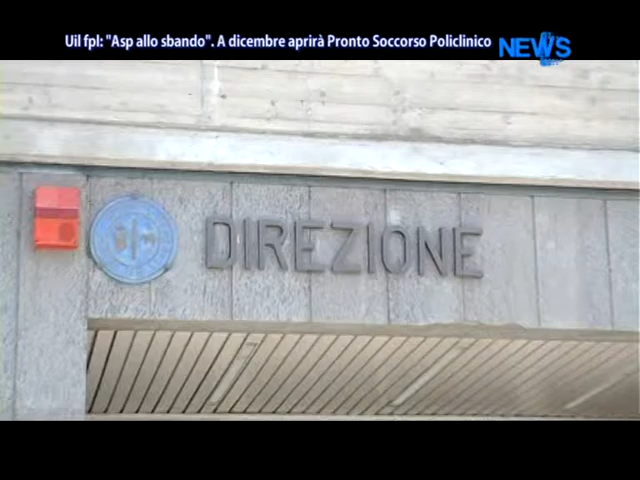 Uil fpl: "Asp allo sbando". A dicembre aprirà Pronto Soccorso Policlinico
NEWS
DIREZIONE